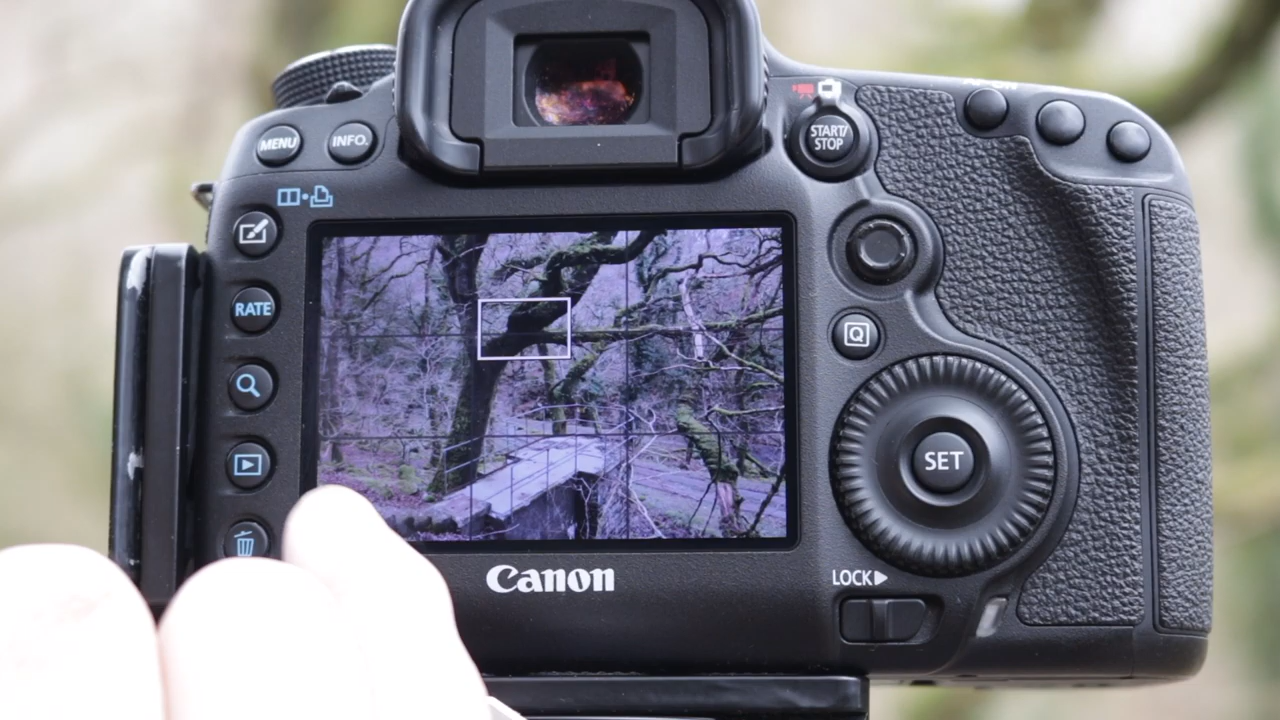 MENU
INFO.
START/
STOP
RATE
Q
SET
Canon
LOCK